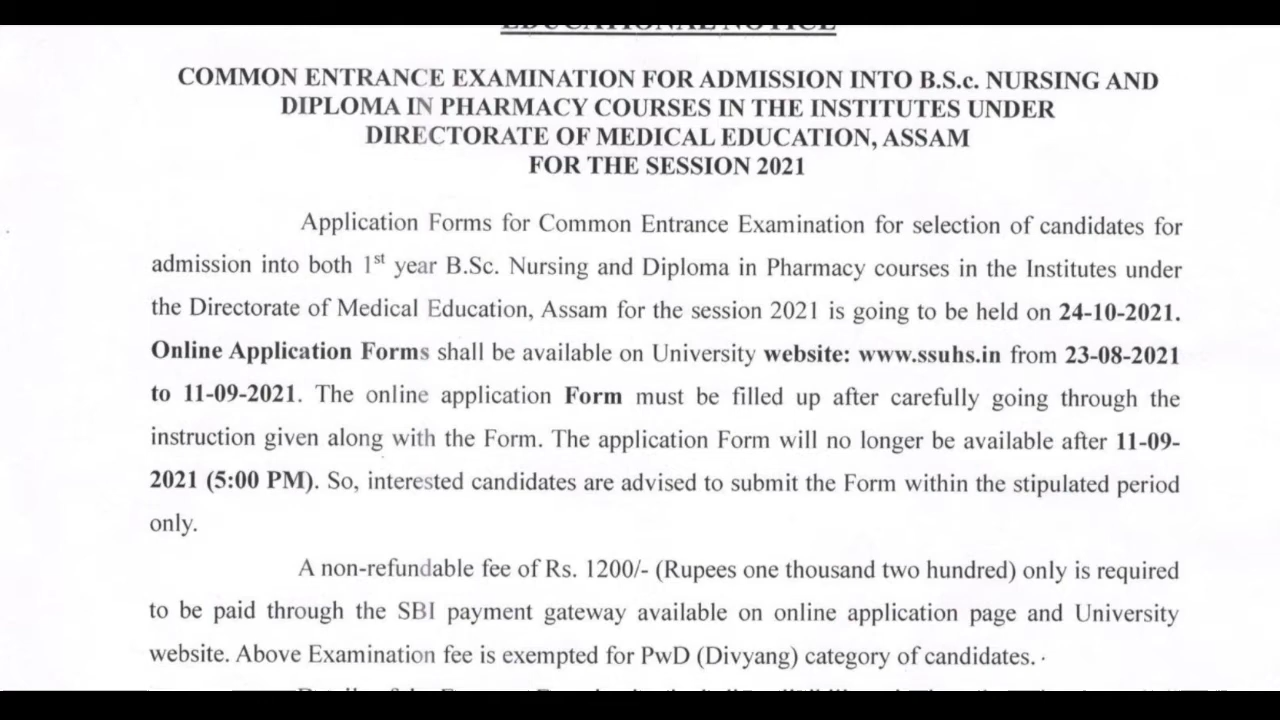 EDUCATIONAL NOTICE
COMMON ENTRANCE EXAMINATION FOR ADMISSION INTO B.S.c. NURSING AND
DIPLOMA IN PHARMACY COURSES IN THE INSTITUTES UNDER
DIRECTORATE OF MEDICAL EDUCATION, ASSAM
FOR THE SESSION 2021
Application Forms for Common Entrance Examination for selection of candidates for
admission into both 1st year B.Sc. Nursing and Diploma in Pharmacy courses in the Institutes under
the Directorate of Medical Education, Assam for the session 2021 is going to be held on 24-10-2021.
Online Application Forms shall be available on University website: www.ssuhs.in from 23-08-2021
to 11-09-2021. The online application Form must be filled up after carefully going through the
instruction given along with the Form. The application Form will no longer be available after 11-09-
2021 (5:00 PM). So, interested candidates are advised to submit the Form within the stipulated period
only.
A non-refundable fee of Rs. 1200/- (Rupees one thousand two hundred) only is required
to be paid through the SBI payment gateway available on online application page and University
website. Above Examination fee is exempted for PwD (Divyang) category of candidates.